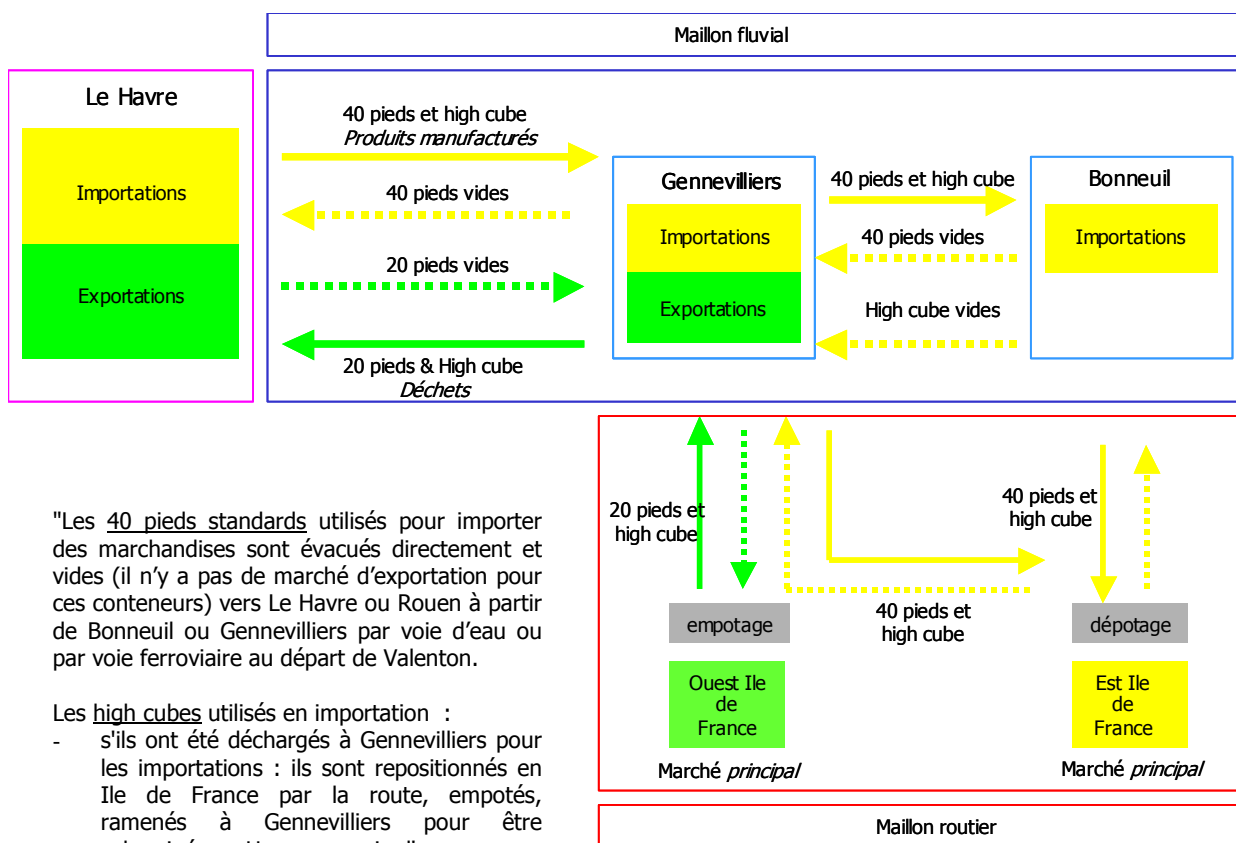 Maillon fluvial
Le Havre
Importations
Exportations
40 pieds et high cube
Produits manufacturés
40 pieds vides
20 pieds vides
20 pieds & High cube
Déchets
Gennevilliers
Importations
Exportations
40 pieds et high cube
40 pieds vides
High cube vides
Bonneuil
Importations
20 pieds et
high cube
40 pieds et
high cube
40 pieds et
high cube
empotage
dépotage
Ouest Ile
de
France
Est Ile
de
France
Marché principal
Marché principal
Maillon routier
"Les 40 pieds standards utilisés pour importer
des marchandises sont évacués directement et
vides (il n'y a pas de marché d'exportation pour
ces conteneurs) vers Le Havre ou Rouen à partir
de Bonneuil ou Gennevilliers par voie d'eau ou
par voie ferroviaire au départ de Valenton.
Les high cubes utilisés en importation :
- s'ils ont été déchargés à Gennevilliers pour
les importations : ils sont repositionnés en
Ile de France par la route, empotés,
ramenés à Gennevilliers pour être